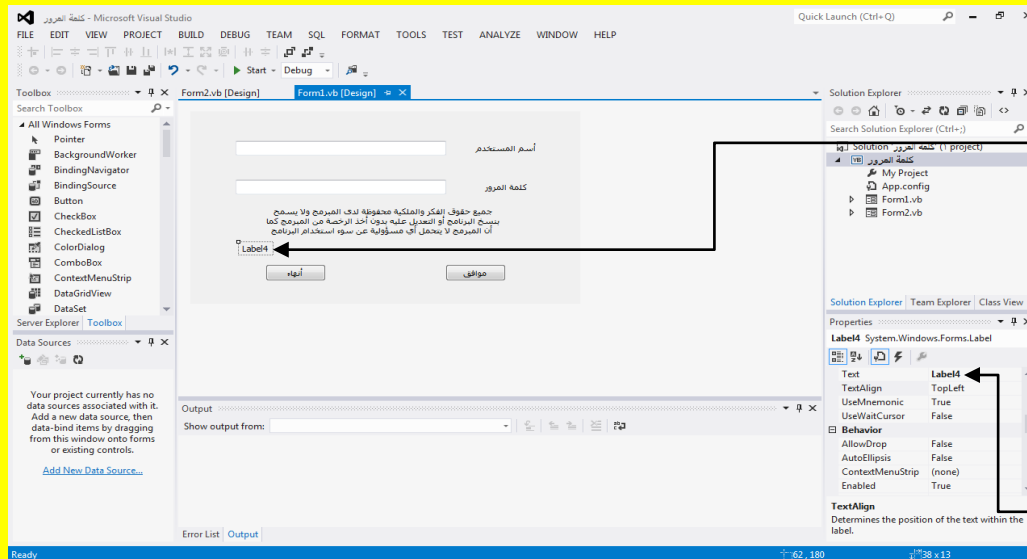 كلمة المرور - Microsoft Visual Studio
Quick Launch (Ctrl+Q)
FILE EDIT VIEW PROJECT BUILD DEBUG TEAM SQL FORMAT TOOLS TEST ANALYZE WINDOW HELP
Start Debug
Toolbox
Search Toolbox
All Windows Forms
Pointer
BackgroundWorker
BindingNavigator
BindingSource
Button
CheckBox
CheckedListBox
ColorDialog
ComboBox
ContextMenuStrip
DataGridView
DataSet
Server Explorer Toolbox
Data Sources
Your project currently has no
data sources associated with it.
Add a new data source, then
data-bind items by dragging
from this window onto forms
or existing controls.
Add New Data Source...
Form2.vb [Design] Form1.vb [Design]
أسم المستخدم
كلمة المرور
جميع حقوق الفكر والملكية محفوظة لدى المبرمج ولا يسمح
بنسخ البرنامج أو التعديل عليه بدون أخذ الرخصة من المبرمج كما
أن المبرمج لا يتحمل أي مسؤولية عن سوء استخدام البرنامج
Label4
أنهاء موافق
Output
Show output from:
Error List Output
Solution Explorer
Search Solution Explorer (Ctrl+;)
Solution 'كلمة المرور' (1 project)
كلمة المرور
My Project
App.config
Form1.vb
Form2.vb
Solution Explorer Team Explorer Class View
Properties
Label4 System.Windows.Forms.Label
Text Label4
TextAlign TopLeft
UseMnemonic True
UseWaitCursor False
Behavior
AllowDrop False
AutoEllipsis False
ContextMenuStrip (none)
Enabled True
TextAlign
Determines the position of the text within the
label.
Ready 62 , 180 38 x 13